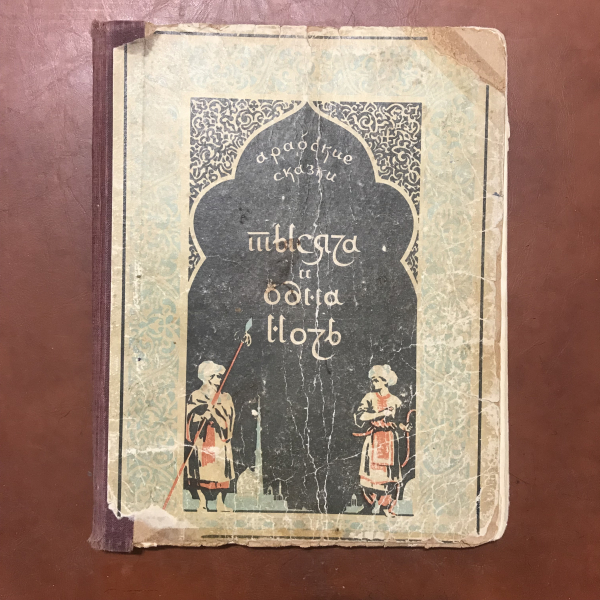 арабские
сказки
тысяча
и
одна
ночь